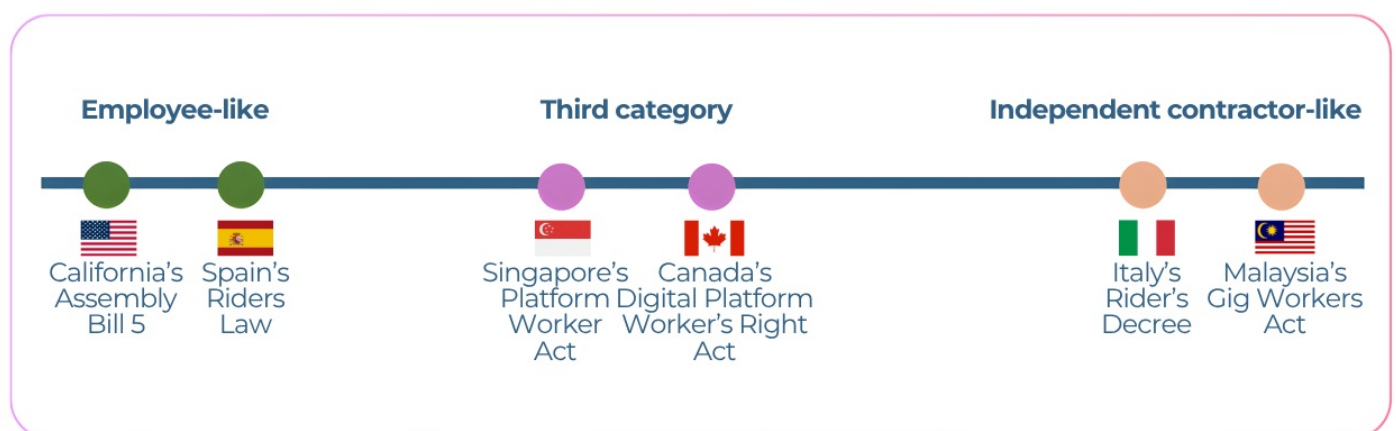 Employee-like
Third category
Independent contractor-like
California's
Assembly
Bill 5
Spain's
Riders
Law
Singapore's
Platform
Worker
Act
Canada's
Digital Platform
Worker's Right
Act
Italy's
Rider's
Decree
Malaysia's
Gig Workers
Act